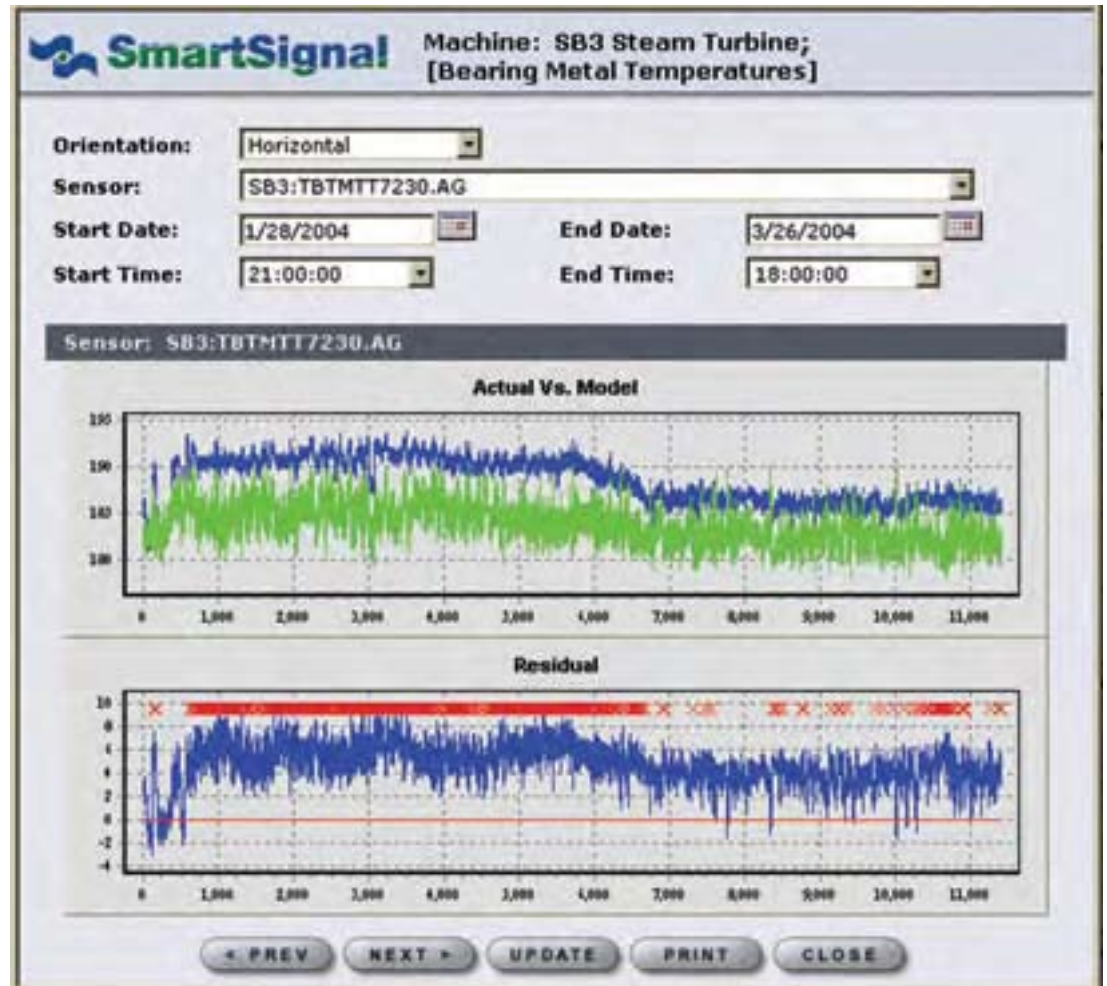 SmartSignal
Machine: SB3 Steam Turbine;
[Bearing Metal Temperatures]
Orientation: Horizontal
Sensor: SB3:TBTMTT7230.AG
Start Date: 1/28/2004 End Date: 3/26/2004
Start Time: 21:00:00 End Time: 18:00:00
Sensor: SB3:TBTMTT7230.AG
Actual Vs. Model
195
190
180
0 1,000 2,000 3,000 4,000 7,000 8,000 9,000 10,000 11,000
Residual
10
8
6
4
2
0
-2
-4
0 1,000 2,000 3,000 4,000 7,000 8,000 9,000 10,000 11,000
< PREV NEXT > UPDATE PRINT CLOSE